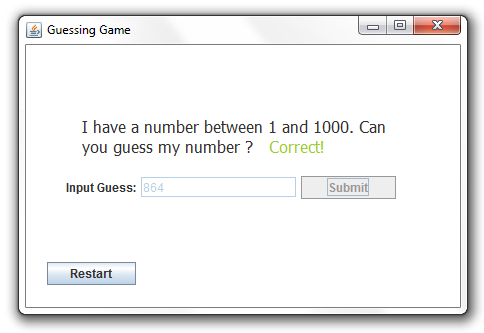 Guessing Game
I have a number between 1 and 1000. Can
you guess my number ? Correct!
Input Guess: 864 Submit
Restart